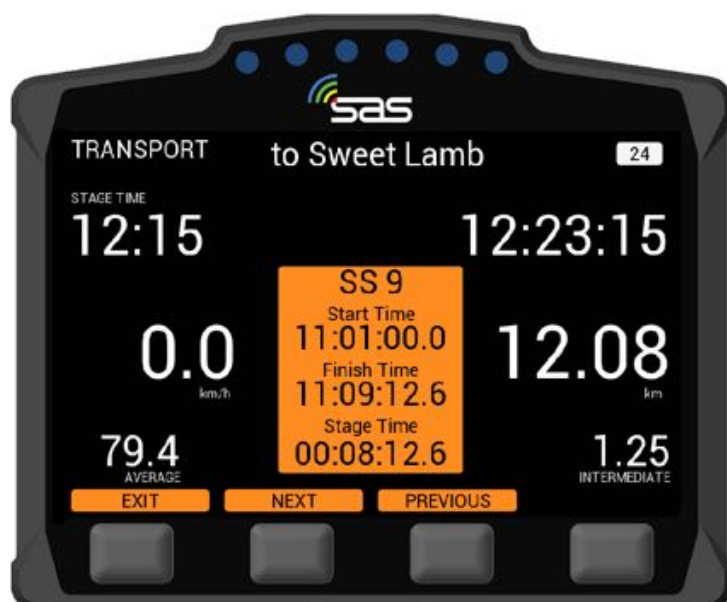 sas
TRANSPORT to Sweet Lamb 24
STAGE TIME
12:15 12:23:15
SS 9
Start Time
11:01:00.0
0.0 12.08
km/h km
Finish Time
11:09:12.6
Stage Time
79.4 00:08:12.6 1.25
AVERAGE INTERMEDIATE
EXIT NEXT PREVIOUS